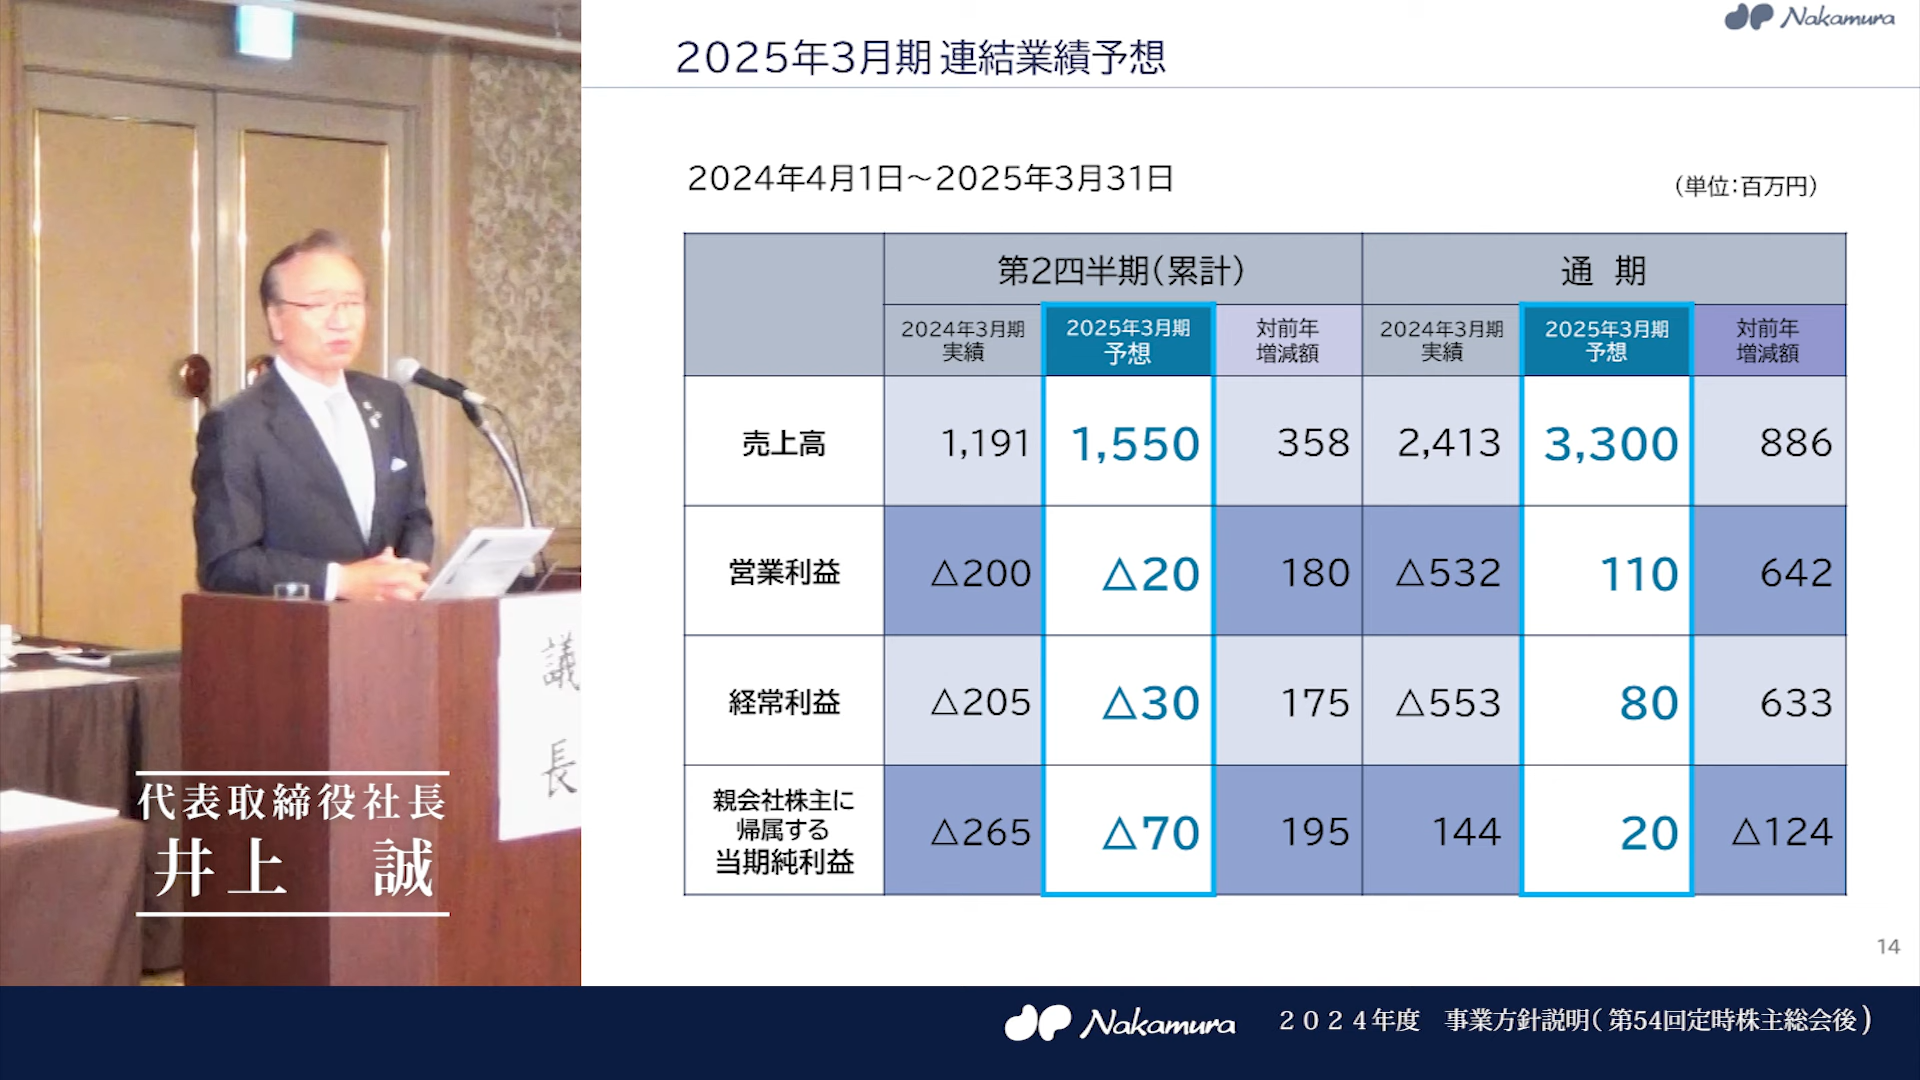 Nakamura
2025年3月期 連結業績予想
2024年4月1日～2025年3月31日
（単位：百万円）
第2四半期（累計） 通 期
2024年3月期 実績 2025年3月期 予想 対前年 増減額 2024年3月期 実績 2025年3月期 予想 対前年 増減額
売上高 1,191 1,550 358 2,413 3,300 886
営業利益 △200 △20 180 △532 110 642
経常利益 △205 △30 175 △553 80 633
親会社株主に
帰属する
当期純利益 △265 △70 195 144 20 △124
14
議
長
代表取締役社長
井上 誠
Nakamura 2024年度 事業方針説明（第54回定時株主総会後）